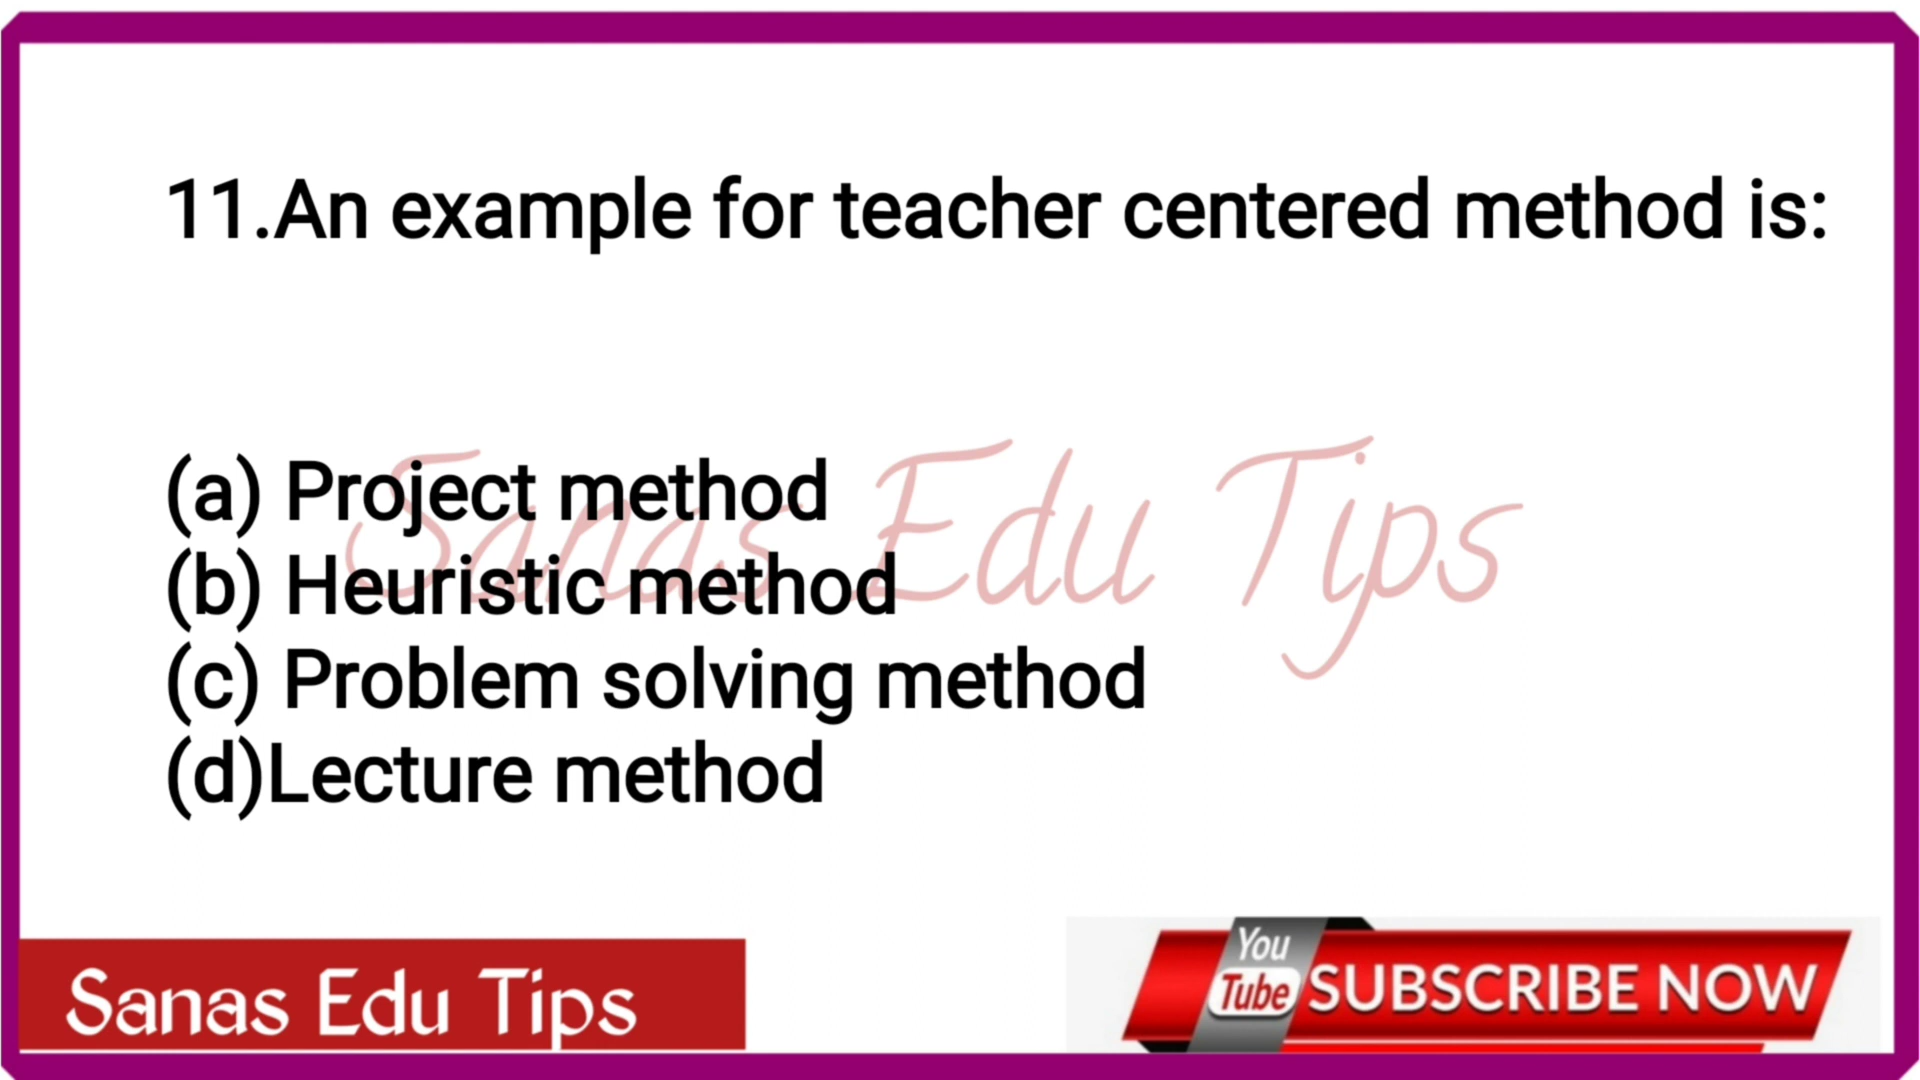 11.An example for teacher centered method is:
Sanas Edu Tips
(a) Project method
(b) Heuristic method
(c) Problem solving method
(d)Lecture method
Sanas Edu Tips
You
Tube
SUBSCRIBE NOW